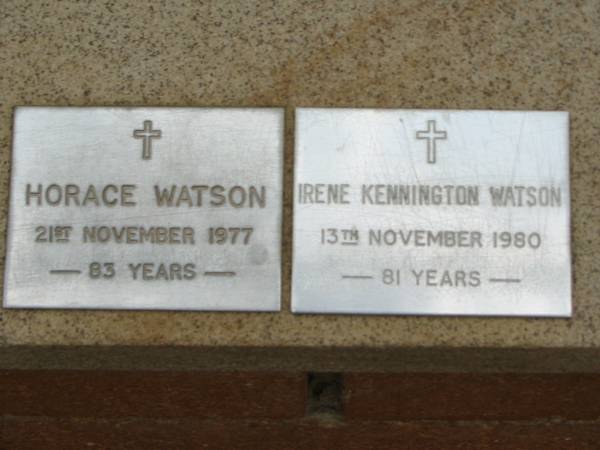 HORACE WATSON
21ST NOVEMBER 1977
— 83 YEARS —
IRENE KENNINGTON WATSON
13TH NOVEMBER 1980
— 81 YEARS —